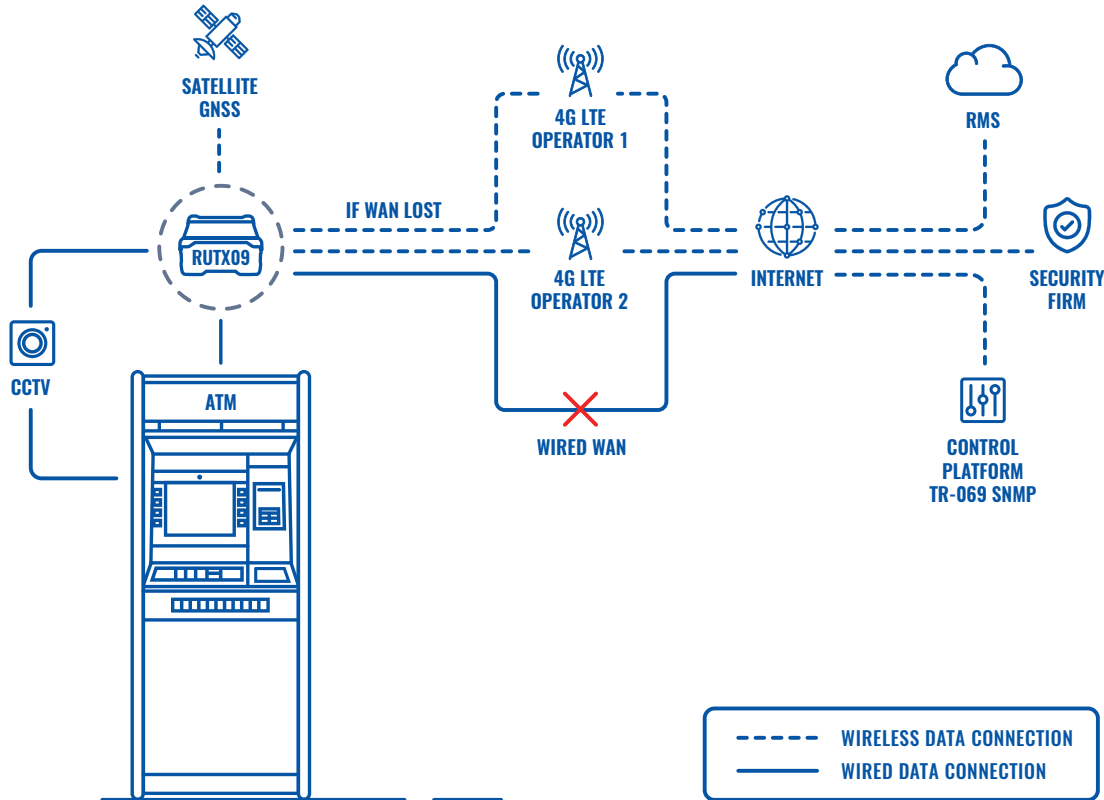 SATELLITE
GNSS
4G LTE
OPERATOR 1
RMS
IF WAN LOST
RUTX09
4G LTE
OPERATOR 2
INTERNET
SECURITY
FIRM
CCTV
ATM
WIRED WAN
CONTROL
PLATFORM
TR-069 SNMP
WIRELESS DATA CONNECTION
WIRED DATA CONNECTION